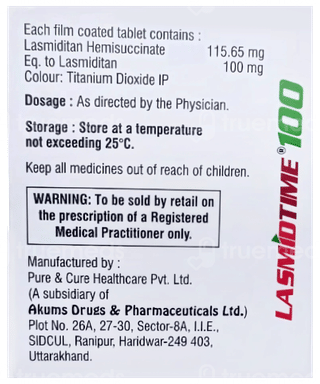 Each film coated tablet contains :
Lasmiditan Hemisuccinate 115.65 mg
Eq. to Lasmiditan 100 mg
Colour: Titanium Dioxide IP
Dosage : As directed by the Physician.
Storage : Store at a temperature
not exceeding 25°C.
Keep all medicines out of reach of children.
WARNING: To be sold by retail on
the prescription of a Registered
Medical Practitioner only.
Manufactured by :
Pure & Cure Healthcare Pvt. Ltd.
(A subsidiary of
Akums Drugs & Pharmaceuticals Ltd.)
Plot No. 26A, 27-30, Sector-8A, I.I.E.,
SIDCUL, Ranipur, Haridwar-249 403,
Uttarakhand.
LASMIDTIME®100